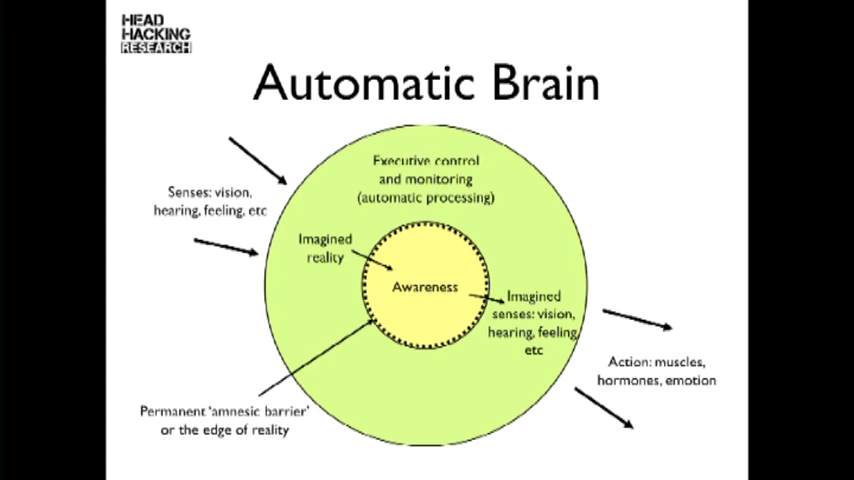 HEAD
HACKING
RESEARCH
Automatic Brain
Executive control
and monitoring
(automatic processing)
Senses: vision,
hearing, feeling, etc
Imagined
reality
Awareness
Imagined
senses: vision,
hearing, feeling,
etc
Action: muscles,
hormones, emotion
Permanent 'amnesic barrier'
or the edge of reality